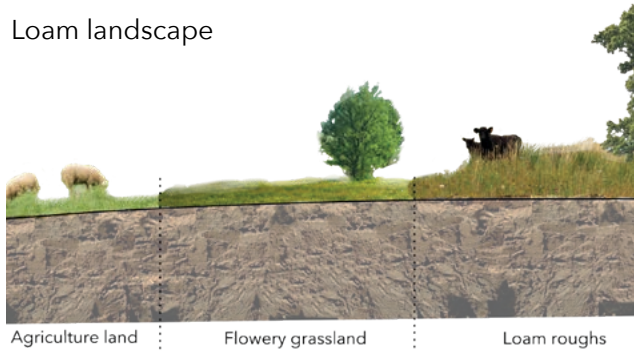 Loam landscape
Agriculture land
Flowery grassland
Loam roughs